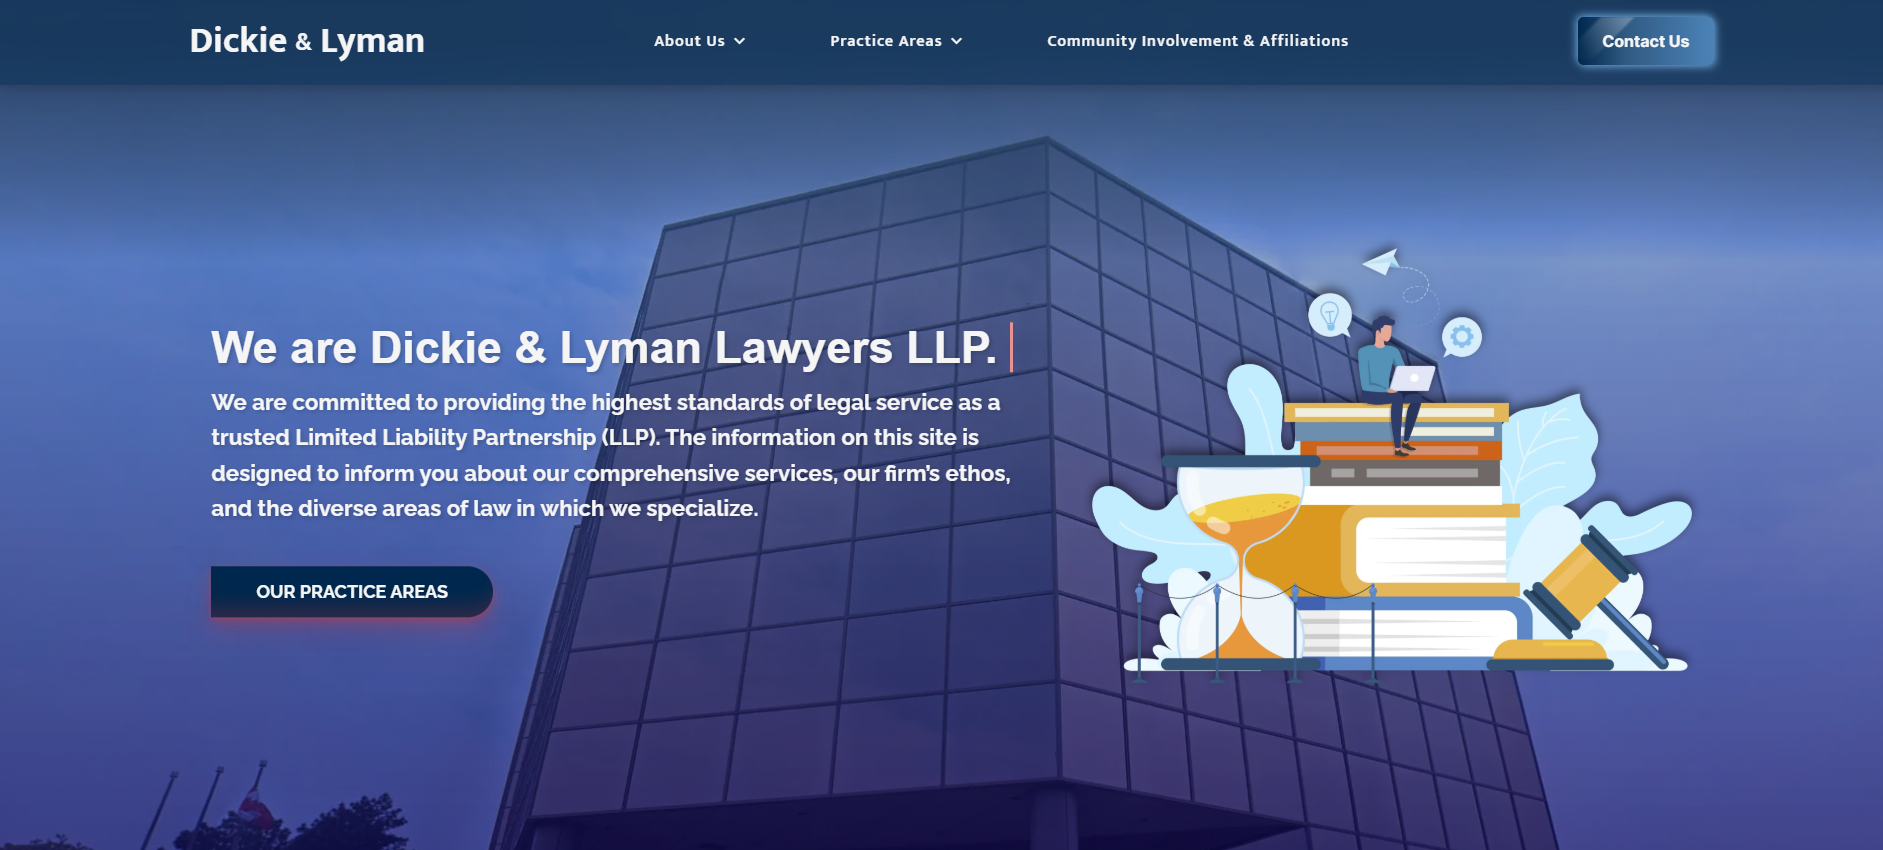 Dickie & Lyman
About Us
Practice Areas
Community Involvement & Affiliations
Contact Us
We are Dickie & Lyman Lawyers LLP.
We are committed to providing the highest standards of legal service as a
trusted Limited Liability Partnership (LLP). The information on this site is
designed to inform you about our comprehensive services, our firm's ethos,
and the diverse areas of law in which we specialize.
OUR PRACTICE AREAS